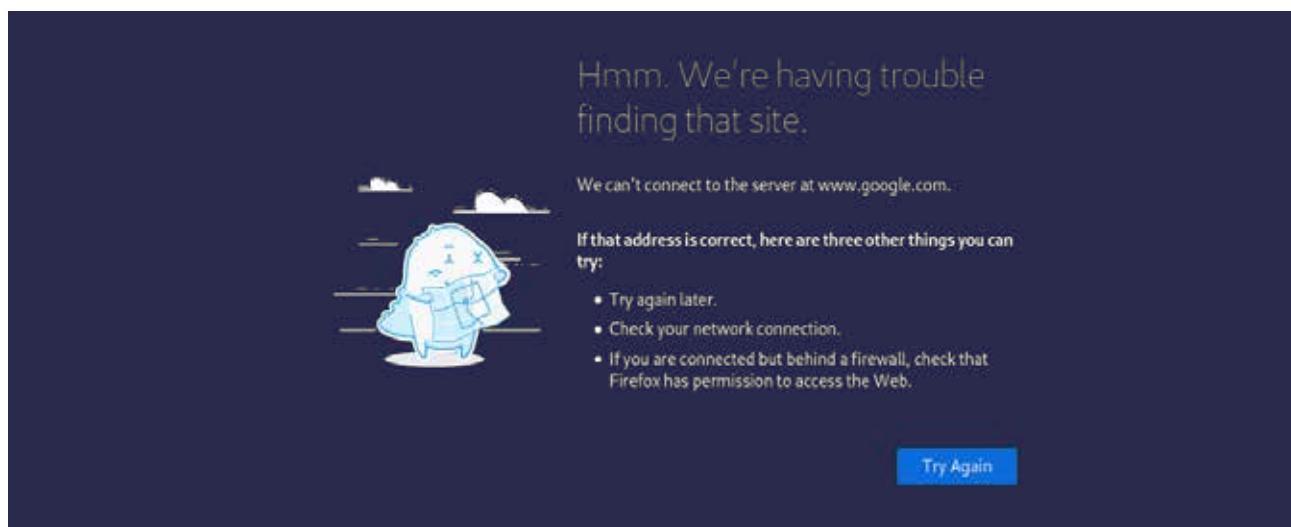 Hmm. We're having trouble
finding that site.
We can't connect to the server at www.google.com.
If that address is correct, here are three other things you can
try:
• Try again later.
• Check your network connection.
• If you are connected but behind a firewall, check that
Firefox has permission to access the Web.
Try Again